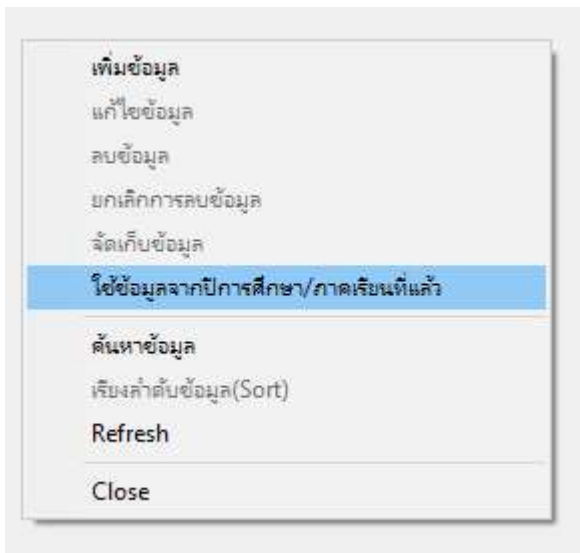 เพิ่มข้อมูล
แก้ไขข้อมูล
ลบข้อมูล
ยกเลิกการลบข้อมูล
จัดเก็บข้อมูล
ใช้ข้อมูลจากปีการศึกษา/ภาคเรียนที่แล้ว
ค้นหาข้อมูล
เรียงลำดับข้อมูล(Sort)
Refresh
Close